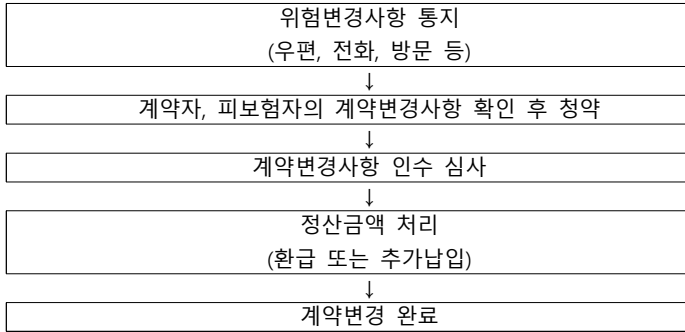 위험변경사항 통지
(우편, 전화, 방문 등)
↓
계약자, 피보험자의 계약변경사항 확인 후 청약
↓
계약변경사항 인수 심사
↓
정산금액 처리
(환급 또는 추가납입)
↓
계약변경 완료